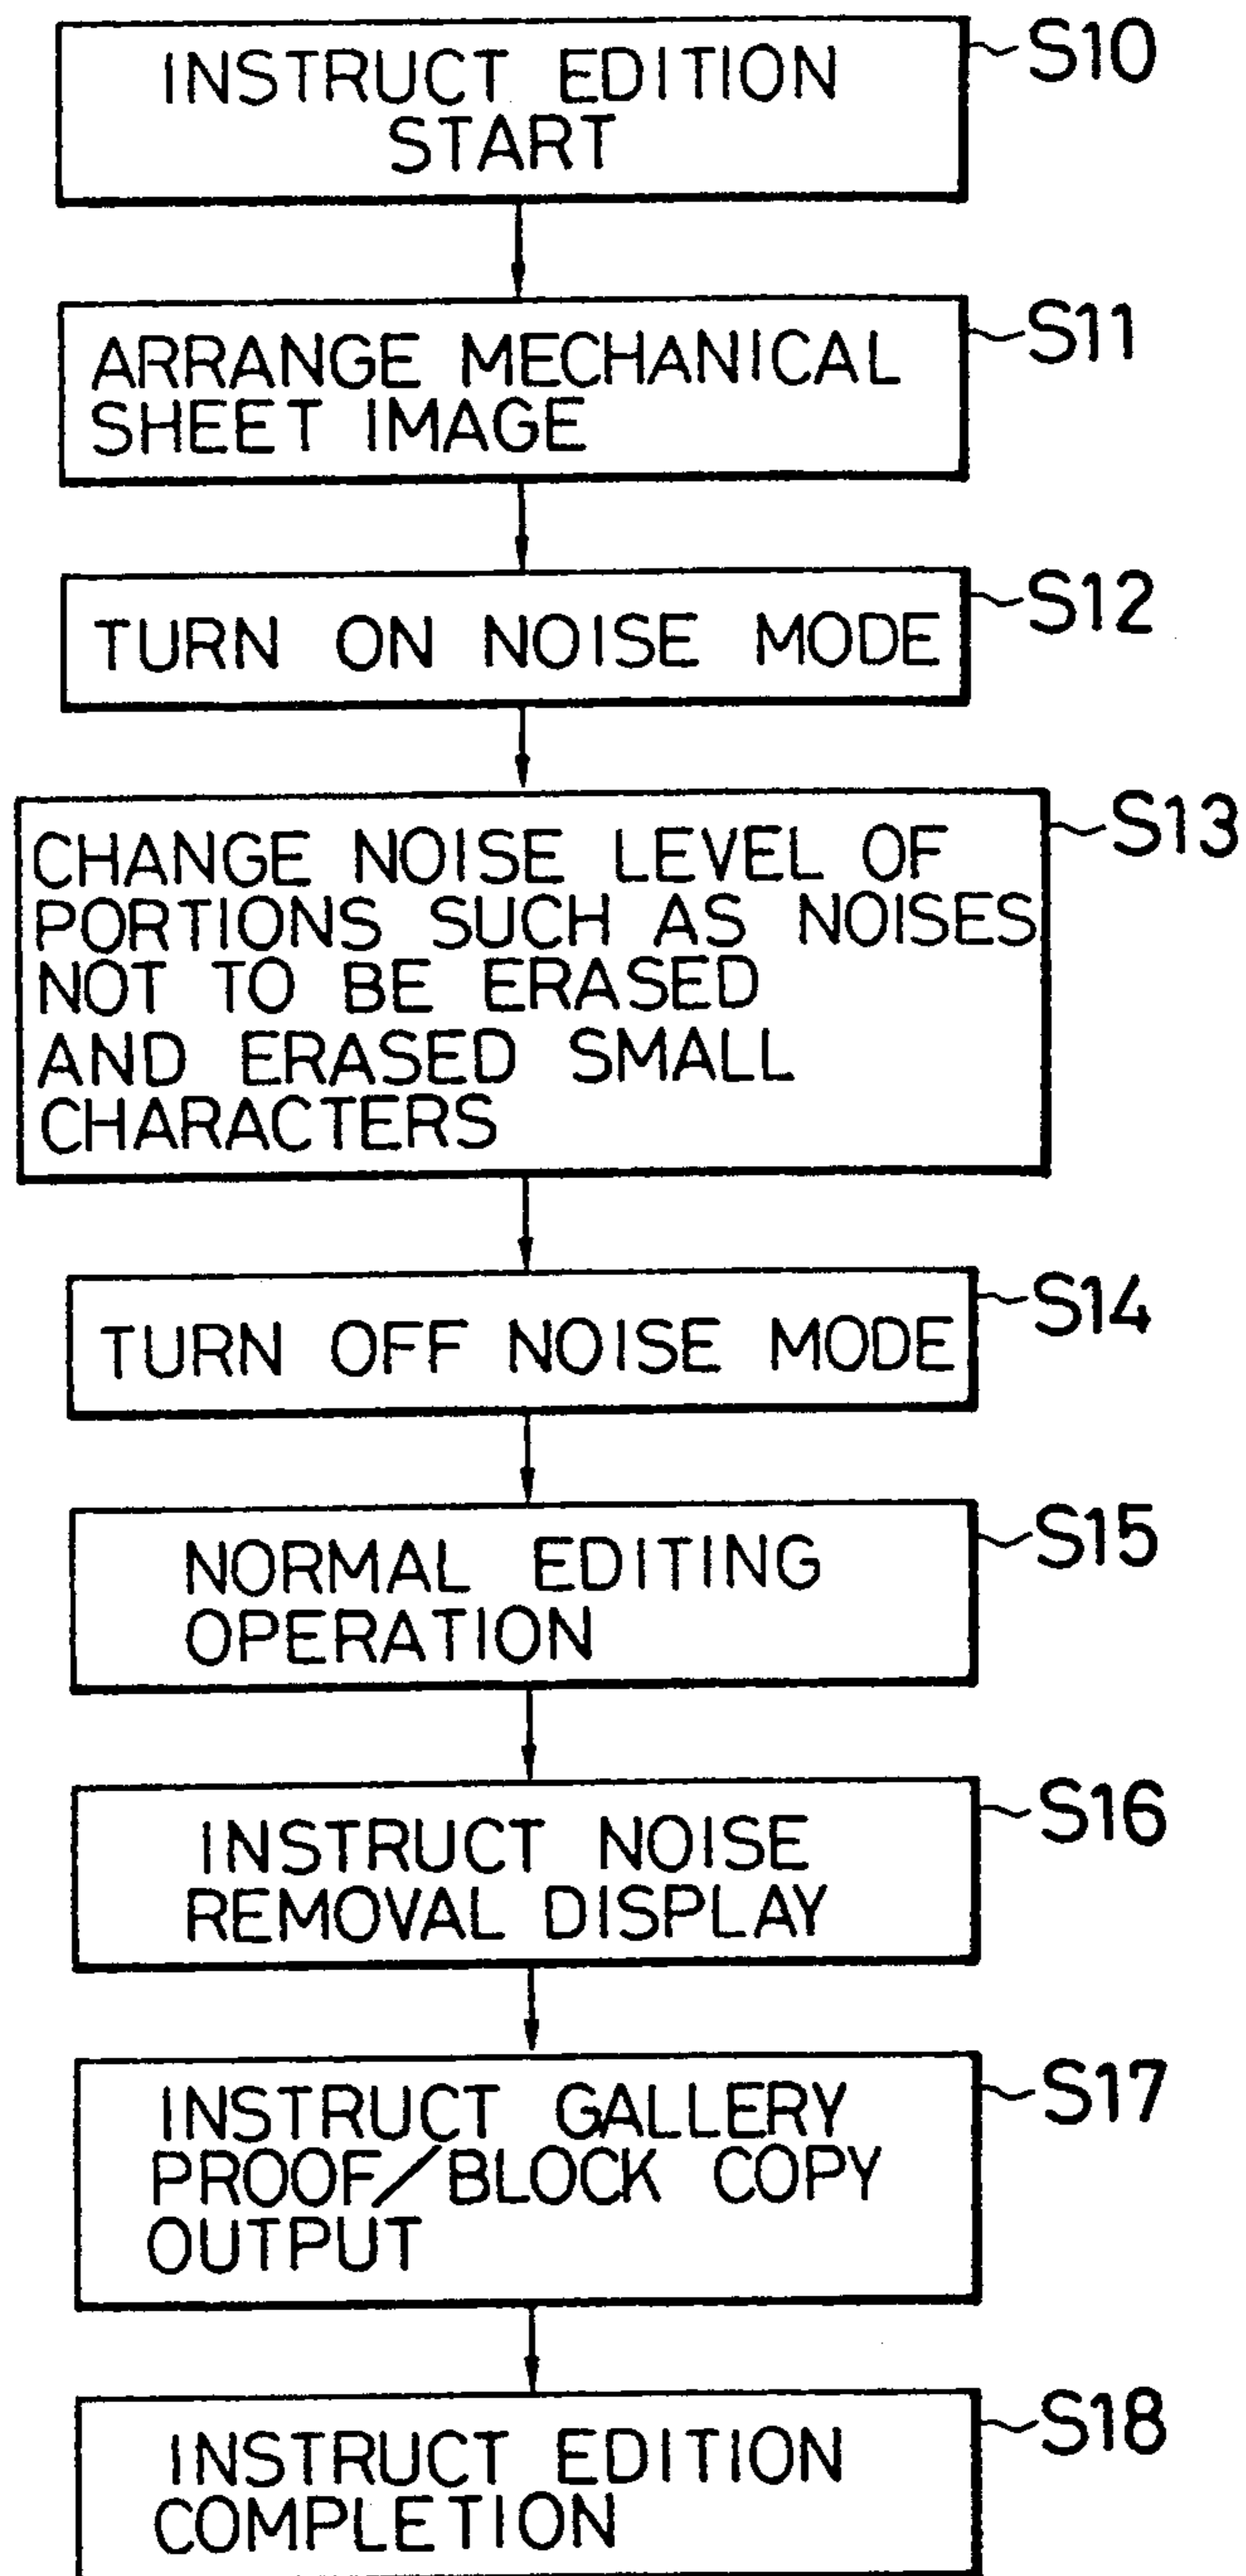 INSTRUCT EDITION
START
S10
ARRANGE MECHANICAL
SHEET IMAGE
S11
TURN ON NOISE MODE
S12
CHANGE NOISE LEVEL OF
PORTIONS SUCH AS NOISES
NOT TO BE ERASED
AND ERASED SMALL
CHARACTERS
S13
TURN OFF NOISE MODE
S14
NORMAL EDITING
OPERATION
S15
INSTRUCT NOISE
REMOVAL DISPLAY
S16
INSTRUCT GALLERY
PROOF/BLOCK COPY
OUTPUT
S17
INSTRUCT EDITION
COMPLETION
S18